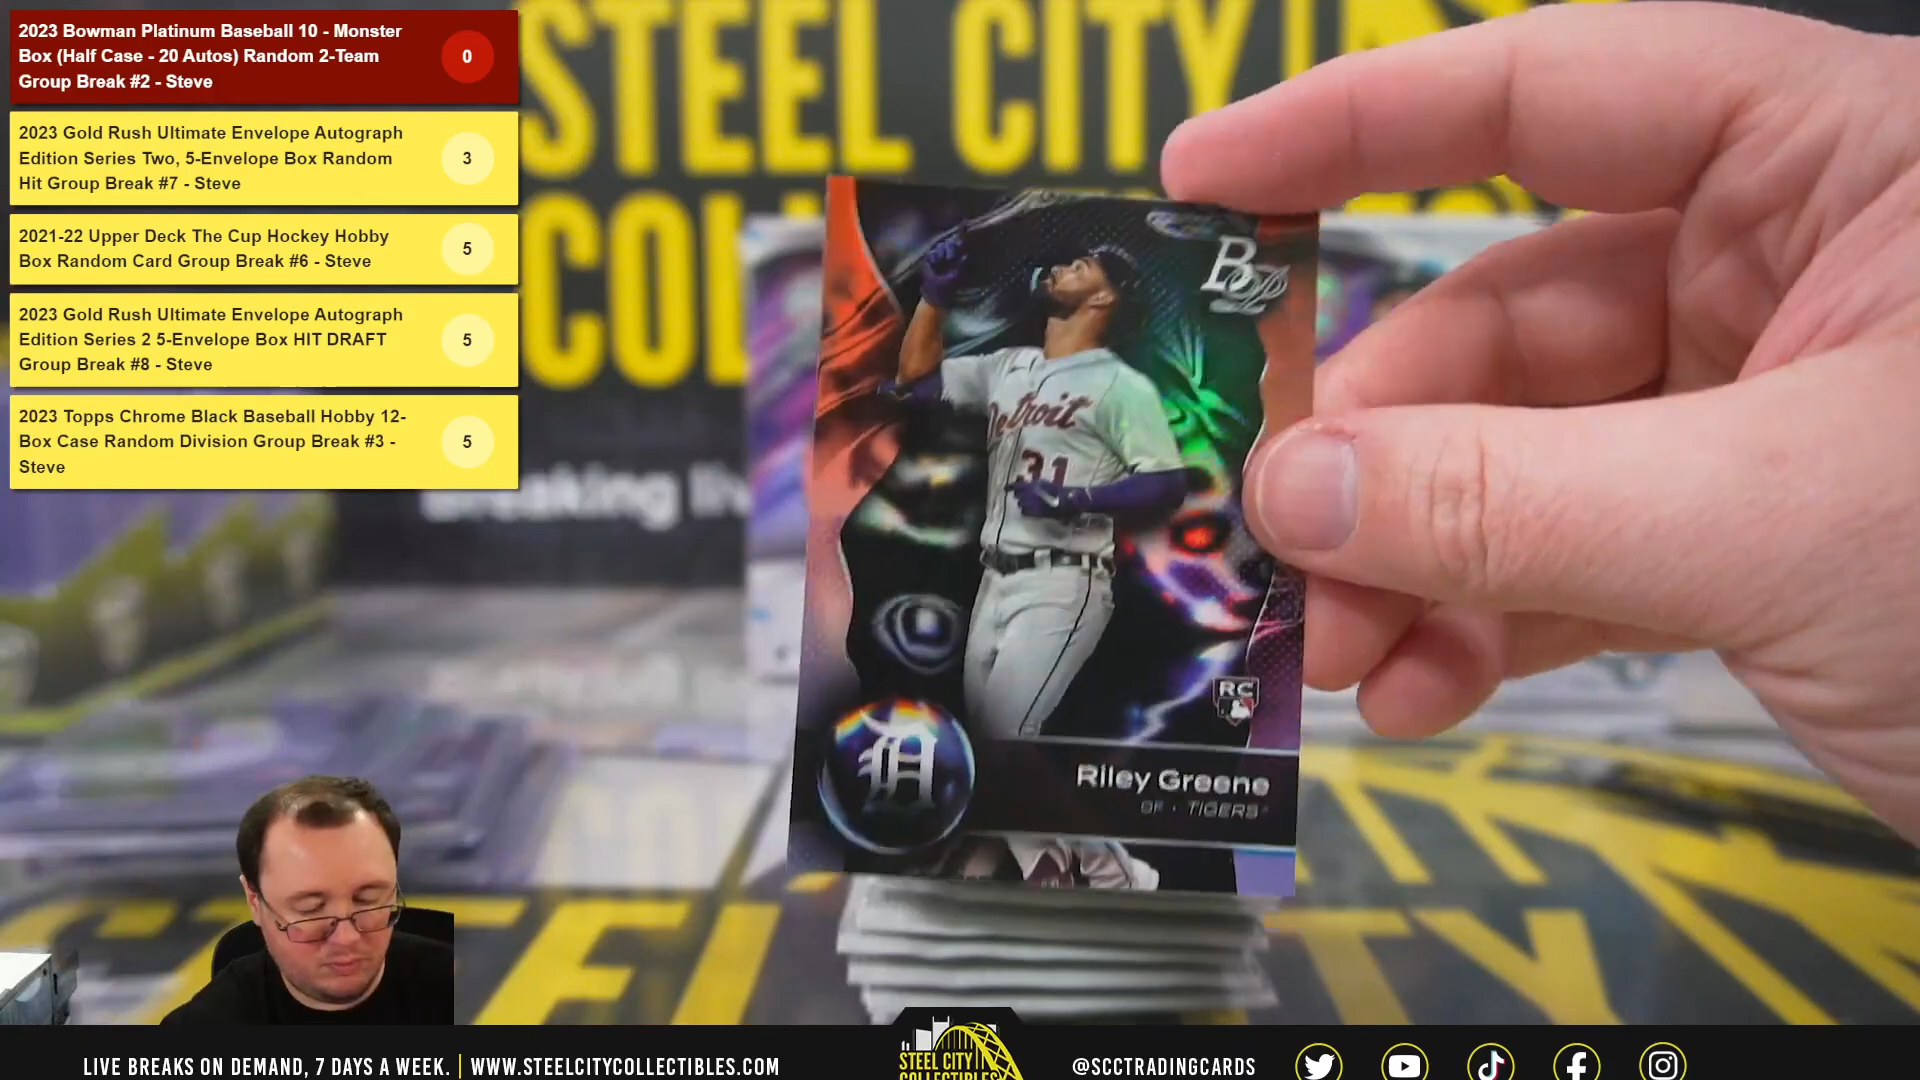 2023 Bowman Platinum Baseball 10 - Monster
Box (Half Case - 20 Autos) Random 2-Team
Group Break #2 - Steve
0
2023 Gold Rush Ultimate Envelope Autograph
Edition Series Two, 5-Envelope Box Random
Hit Group Break #7 - Steve
3
2021-22 Upper Deck The Cup Hockey Hobby
Box Random Card Group Break #6 - Steve
5
2023 Gold Rush Ultimate Envelope Autograph
Edition Series 2 5-Envelope Box HIT DRAFT
Group Break #8 - Steve
5
2023 Topps Chrome Black Baseball Hobby 12-
Box Case Random Division Group Break #3 -
Steve
5
STEEL CITY
Breaking
Detroit
31
RC
Riley Greene
OF · TIGERS
LIVE BREAKS ON DEMAND, 7 DAYS A WEEK. | WWW.STEELCITYCOLLECTIBLES.COM
STEEL CITY
COLLECTIBLES
@SCCTRADINGCARDS